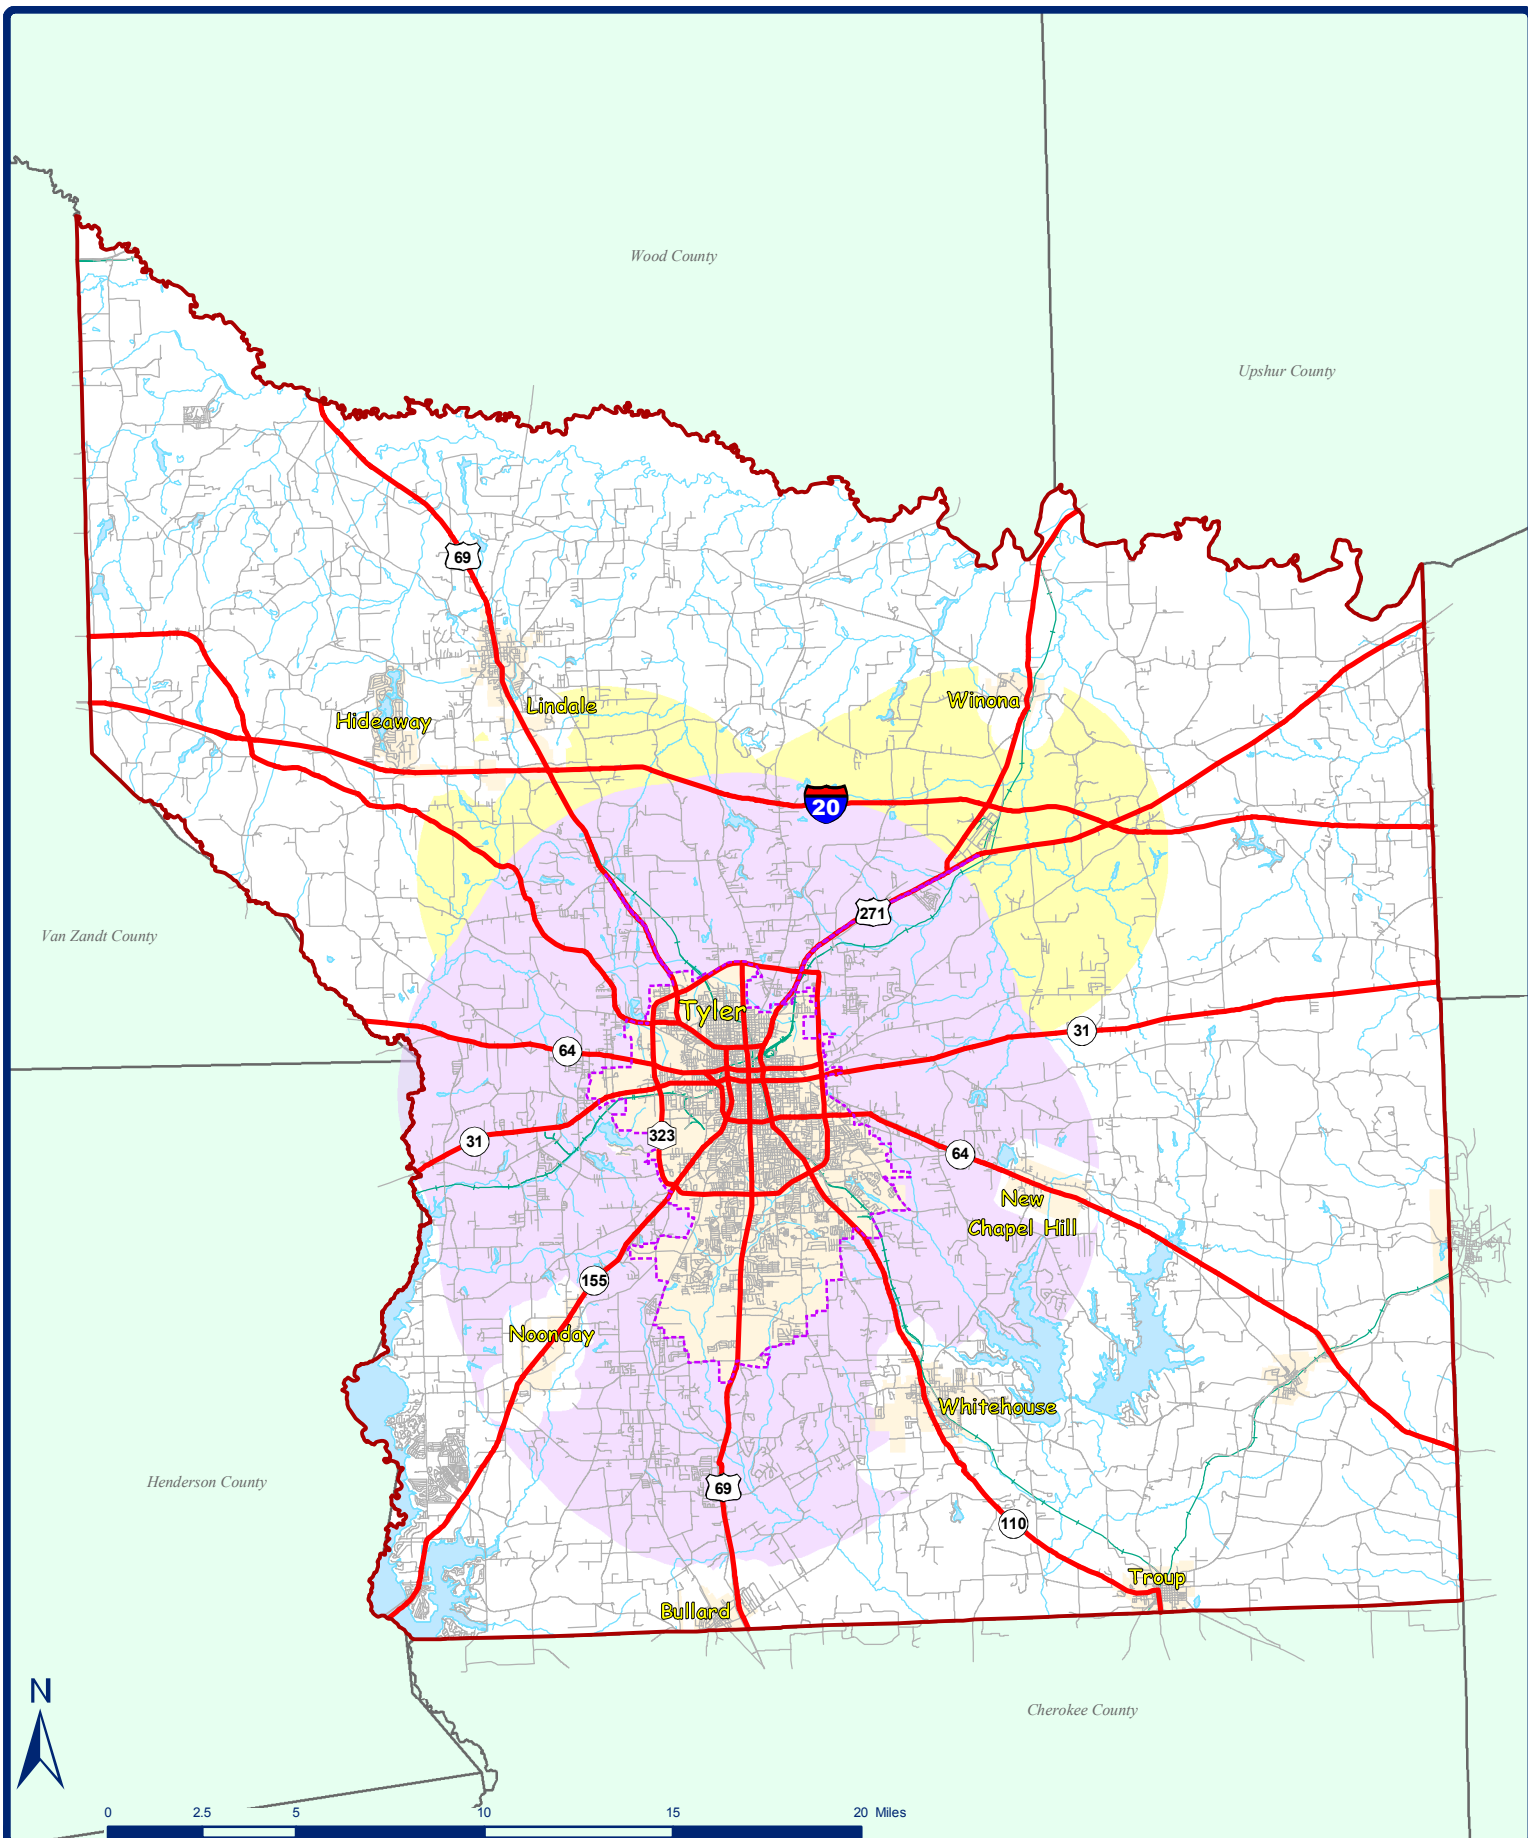 Wood County
Upshur County
69
Winona
Lindale
Hideaway
20
271
Van Zandt County
Tyler
31
64
323
31
64
New
Chapel Hill
155
Noonday
Whitehouse
Henderson County
69
110
Troup
Bullard
N
Cherokee County
0 2.5 5 10 15 20 Miles